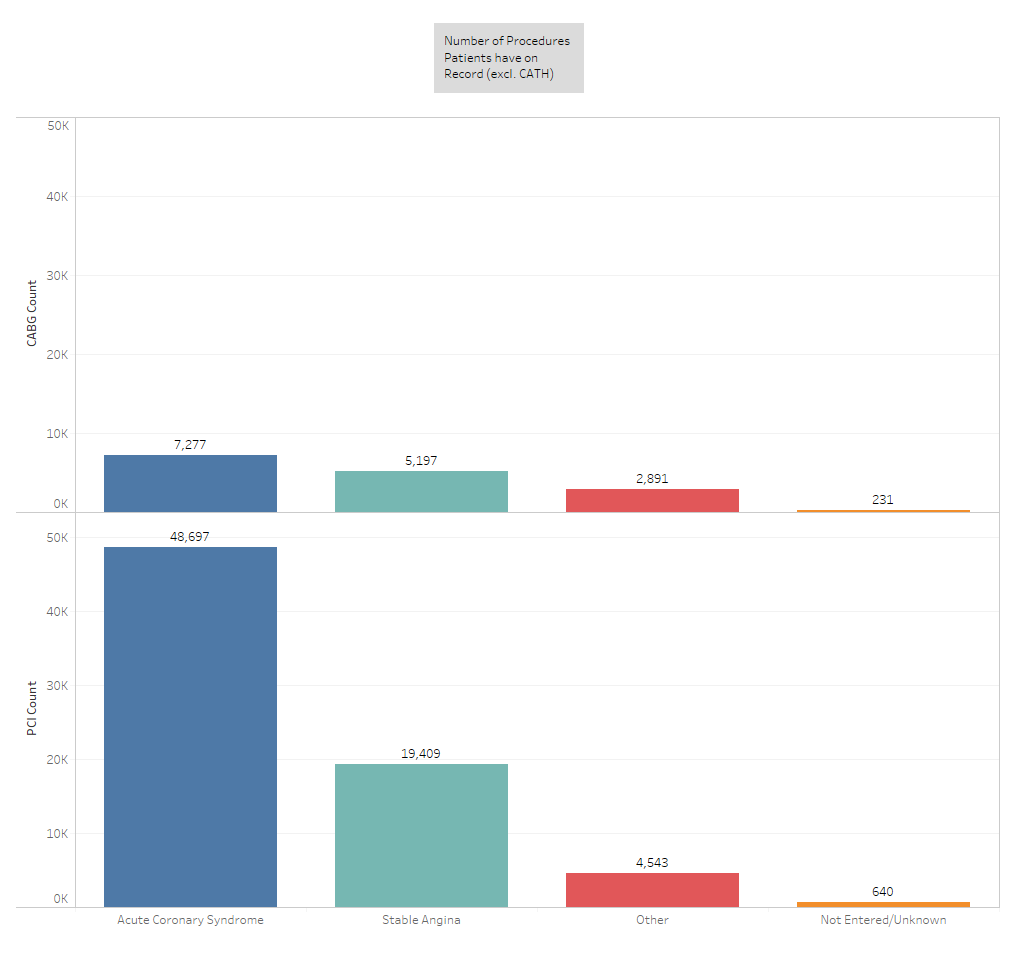 Number of Procedures
Patients have on
Record (excl. CATH)
CABG Count
50K
40K
30K
20K
10K
0K
7,277
5,197
2,891
231
PCI Count
50K
40K
30K
20K
10K
0K
48,697
19,409
4,543
640
Acute Coronary Syndrome
Stable Angina
Other
Not Entered/Unknown